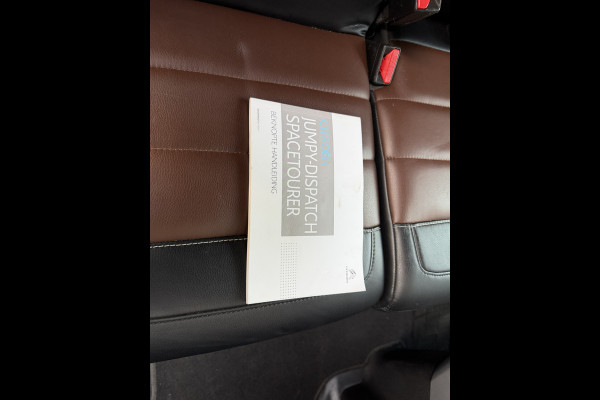 JUMPY-DISPATCH
SPACETOURER
BEKNOPTE HANDLEIDING